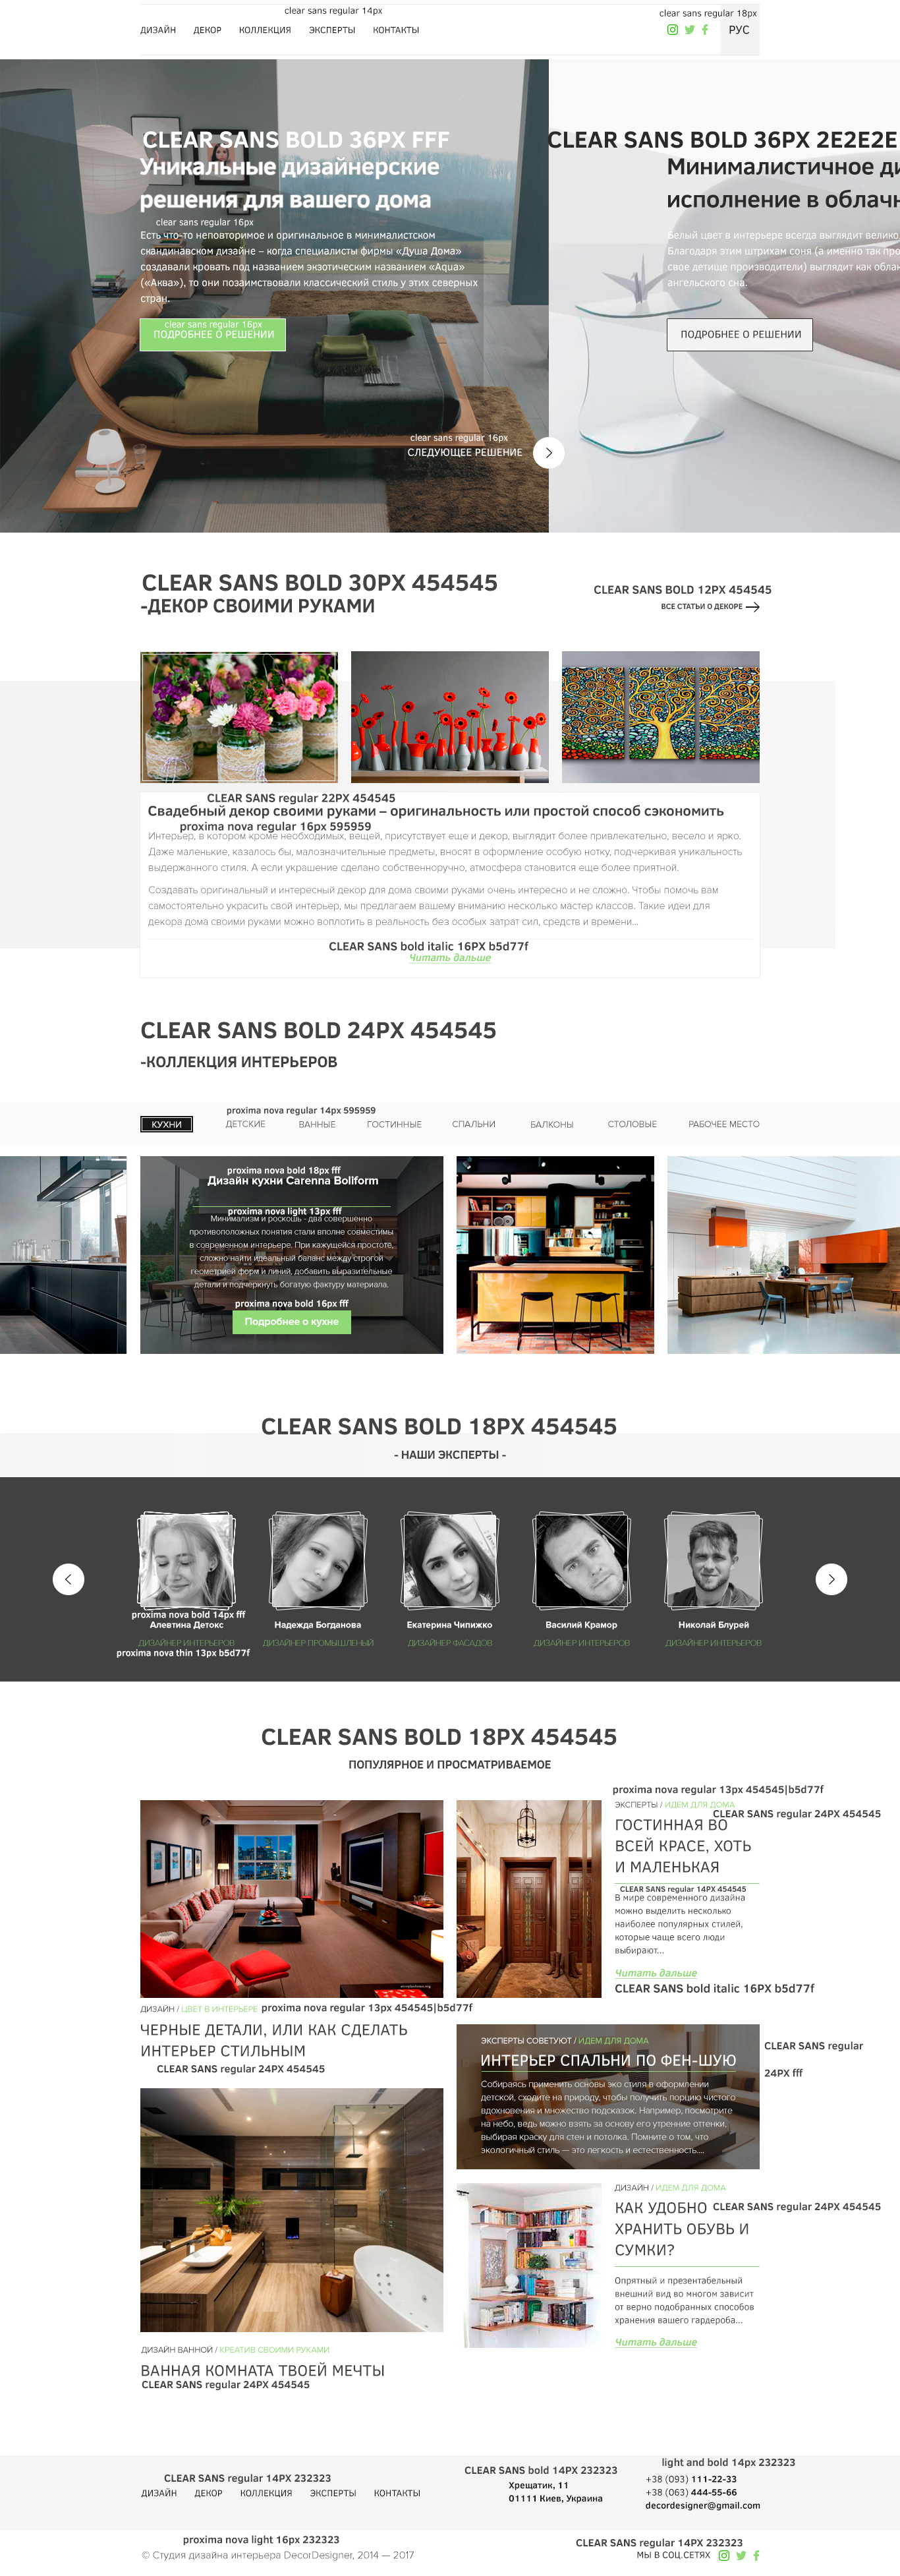 clear sans regular 14px
clear sans regular 18px
ДИЗАЙН ДЕКОР КОЛЛЕКЦИЯ ЭКСПЕРТЫ КОНТАКТЫ
РУС
CLEAR SANS BOLD 36PX FFF
Уникальные дизайнерские
решения для вашего дома
clear sans regular 16px
Есть что-то неповторимое и оригинальное в минималистском
скандинавском дизайне – когда специалисты фирмы «Душа Дома»
создавали кровать под названием экзотическим названием «Aqua»
(«Аква»), то они позаимствовали классический стиль у этих северных
стран.
clear sans regular 16px
ПОДРОБНЕЕ О РЕШЕНИИ
clear sans regular 16px
СЛЕДУЮЩЕЕ РЕШЕНИЕ
CLEAR SANS BOLD 36PX 2E2E2E
Минималистичное ди
исполнение в облачн
Белый цвет в интерьере всегда выглядит велико
Благодаря этим штрихам соня (а именно так про
свое детище производители) выглядит как облак
ангельского сна.
ПОДРОБНЕЕ О РЕШЕНИИ
CLEAR SANS BOLD 30PX 454545
-ДЕКОР СВОИМИ РУКАМИ
CLEAR SANS BOLD 12PX 454545
ВСЕ СТАТЬИ О ДЕКОРЕ
CLEAR SANS regular 22PX 454545
Свадебный декор своими руками – оригинальность или простой способ сэкономить
proxima nova regular 16px 595959
Интерьер, в котором кроме необходимых, вещей, присутствует еще и декор, выглядит более привлекательно, весело и ярко.
Даже маленькие, казалось бы, малозначительные предметы, вносят в оформление особую нотку, подчеркивая уникальность
выдержанного стиля. А если украшение сделано собственноручно, атмосфера становится еще более приятной.
Создавать оригинальный и интересный декор для дома своими руками очень интересно и не сложно. Чтобы помочь вам
самостоятельно украсить свой интерьер, мы предлагаем вашему вниманию несколько мастер классов. Такие идеи для
декора дома своими руками можно воплотить в реальность без особых затрат сил, средств и времени...
CLEAR SANS bold italic 16PX b5d77f
Читать дальше
CLEAR SANS BOLD 24PX 454545
-КОЛЛЕКЦИЯ ИНТЕРЬЕРОВ
proxima nova regular 14px 595959
КУХНИ ДЕТСКИЕ ВАННЫЕ ГОСТИННЫЕ СПАЛЬНИ БАЛКОНЫ СТОЛОВЫЕ РАБОЧЕЕ МЕСТО
proxima nova bold 18px fff
Дизайн кухни Carenna Bollform
proxima nova light 13px fff
Минимализм и роскошь - два совершенно
противоположных понятия стали вполне совместимы
в современном интерьере. При кажущейся простоте,
сложно найти идеальный баланс между строгой
геометрией форм и линий, добавить выразительные
детали и подчеркнуть богатую фактуру материала.
proxima nova bold 16px fff
Подробнее о кухне
CLEAR SANS BOLD 18PX 454545
- НАШИ ЭКСПЕРТЫ -
proxima nova bold 14px fff
Алевтина Детокс
Надежда Богданова
Екатерина Чипижко
Василий Крамор
Николай Блурей
ДИЗАЙНЕР ИНТЕРЬЕРОВ
ДИЗАЙНЕР ПРОМЫШЛЕНЫЙ
ДИЗАЙНЕР ФАСАДОВ
ДИЗАЙНЕР ИНТЕРЬЕРОВ
ДИЗАЙНЕР ИНТЕРЬЕРОВ
proxima nova thin 13px b5d77f
CLEAR SANS BOLD 18PX 454545
ПОПУЛЯРНОЕ И ПРОСМАТРИВАЕМОЕ
proxima nova regular 13px 454545|b5d77f
ЭКСПЕРТЫ / ИДЕМ ДЛЯ ДОМА
CLEAR SANS regular 24PX 454545
ГОСТИННАЯ ВО
ВСЕЙ КРАСЕ, ХОТЬ
И МАЛЕНЬКАЯ
CLEAR SANS regular 14PX 454545
В мире современного дизайна
можно выделить несколько
наиболее популярных стилей,
которые чаще всего люди
выбирают...
Читать дальше
CLEAR SANS bold italic 16PX b5d77f
ДИЗАЙН / ЦВЕТ В ИНТЕРЬЕРЕ
proxima nova regular 13px 454545|b5d77f
ЧЕРНЫЕ ДЕТАЛИ, ИЛИ КАК СДЕЛАТЬ
ИНТЕРЬЕР СТИЛЬНЫМ
CLEAR SANS regular 24PX 454545
ЭКСПЕРТЫ СОВЕТУЮТ / ИДЕМ ДЛЯ ДОМА
CLEAR SANS regular
24PX fff
ИНТЕРЬЕР СПАЛЬНИ ПО ФЕН-ШУЮ
Собираясь применить основы эко стиля в оформлении
детской, сходите на природу, чтобы получить порцию чистого
вдохновения и множество подсказок. Например, посмотрите
на небо, ведь можно взять за основу его утренние оттенки,
выбирая краску для стен и потолка. Помните о том, что
экологичный стиль — это легкость и естественность....
ДИЗАЙН / ИДЕМ ДЛЯ ДОМА
КАК УДОБНО
ХРАНИТЬ ОБУВЬ И
СУМКИ?
CLEAR SANS regular 24PX 454545
Опрятный и презентабельный
внешний вид во многом зависит
от верно подобранных способов
хранения вашего гардероба...
Читать дальше
ДИЗАЙН ВАННОЙ / КРЕАТИВ СВОИМИ РУКАМИ
ВАННАЯ КОМНАТА ТВОЕЙ МЕЧТЫ
CLEAR SANS regular 24PX 454545
CLEAR SANS regular 14PX 232323
ДИЗАЙН ДЕКОР КОЛЛЕКЦИЯ ЭКСПЕРТЫ КОНТАКТЫ
CLEAR SANS bold 14PX 232323
Хрещатик, 11
01111 Киев, Украина
light and bold 14px 232323
+38 (093) 111-22-33
+38 (063) 444-55-66
decordesigner@gmail.com
proxima nova light 16px 232323
© Студия дизайна интерьера DecorDesigner, 2014 — 2017
CLEAR SANS regular 14PX 232323
МЫ В СОЦ.СЕТЯХ